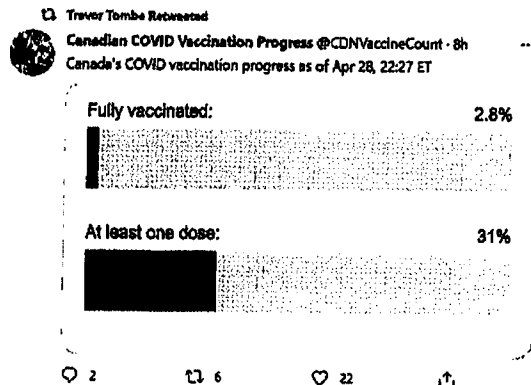 Trevor Tombe Retweeted
Canadian COVID Vaccination Progress @CDNVaccineCount · 8h
Canada's COVID vaccination progress as of Apr 28, 22:27 ET
Fully vaccinated: 2.8%
At least one dose: 31%
2 6 22